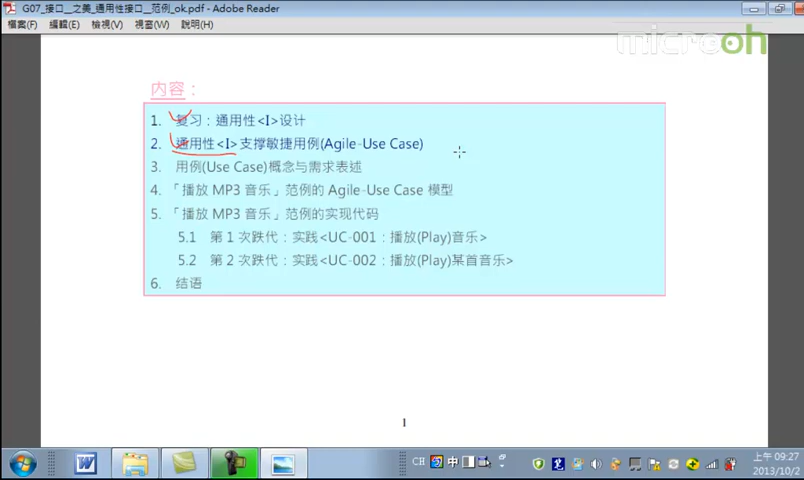 G07_接口__之美_通用性接口__范例_ok.pdf - Adobe Reader
檔案(F) 編輯(E) 檢視(V) 視窗(W) 說明(H)
microoh
内容：
1. 复习：通用性<I>设计
2. 通用性<I>支撑敏捷用例(Agile-Use Case)
3. 用例(Use Case)概念与需求表述
4. 「播放 MP3 音乐」范例的 Agile-Use Case 模型
5. 「播放 MP3 音乐」范例的实现代码
5.1 第 1 次跌代：实践<UC-001：播放(Play)音乐>
5.2 第 2 次跌代：实践<UC-002：播放(Play)某首音乐>
6. 结语
1
CH 中 上午 09:27
2013/10/2